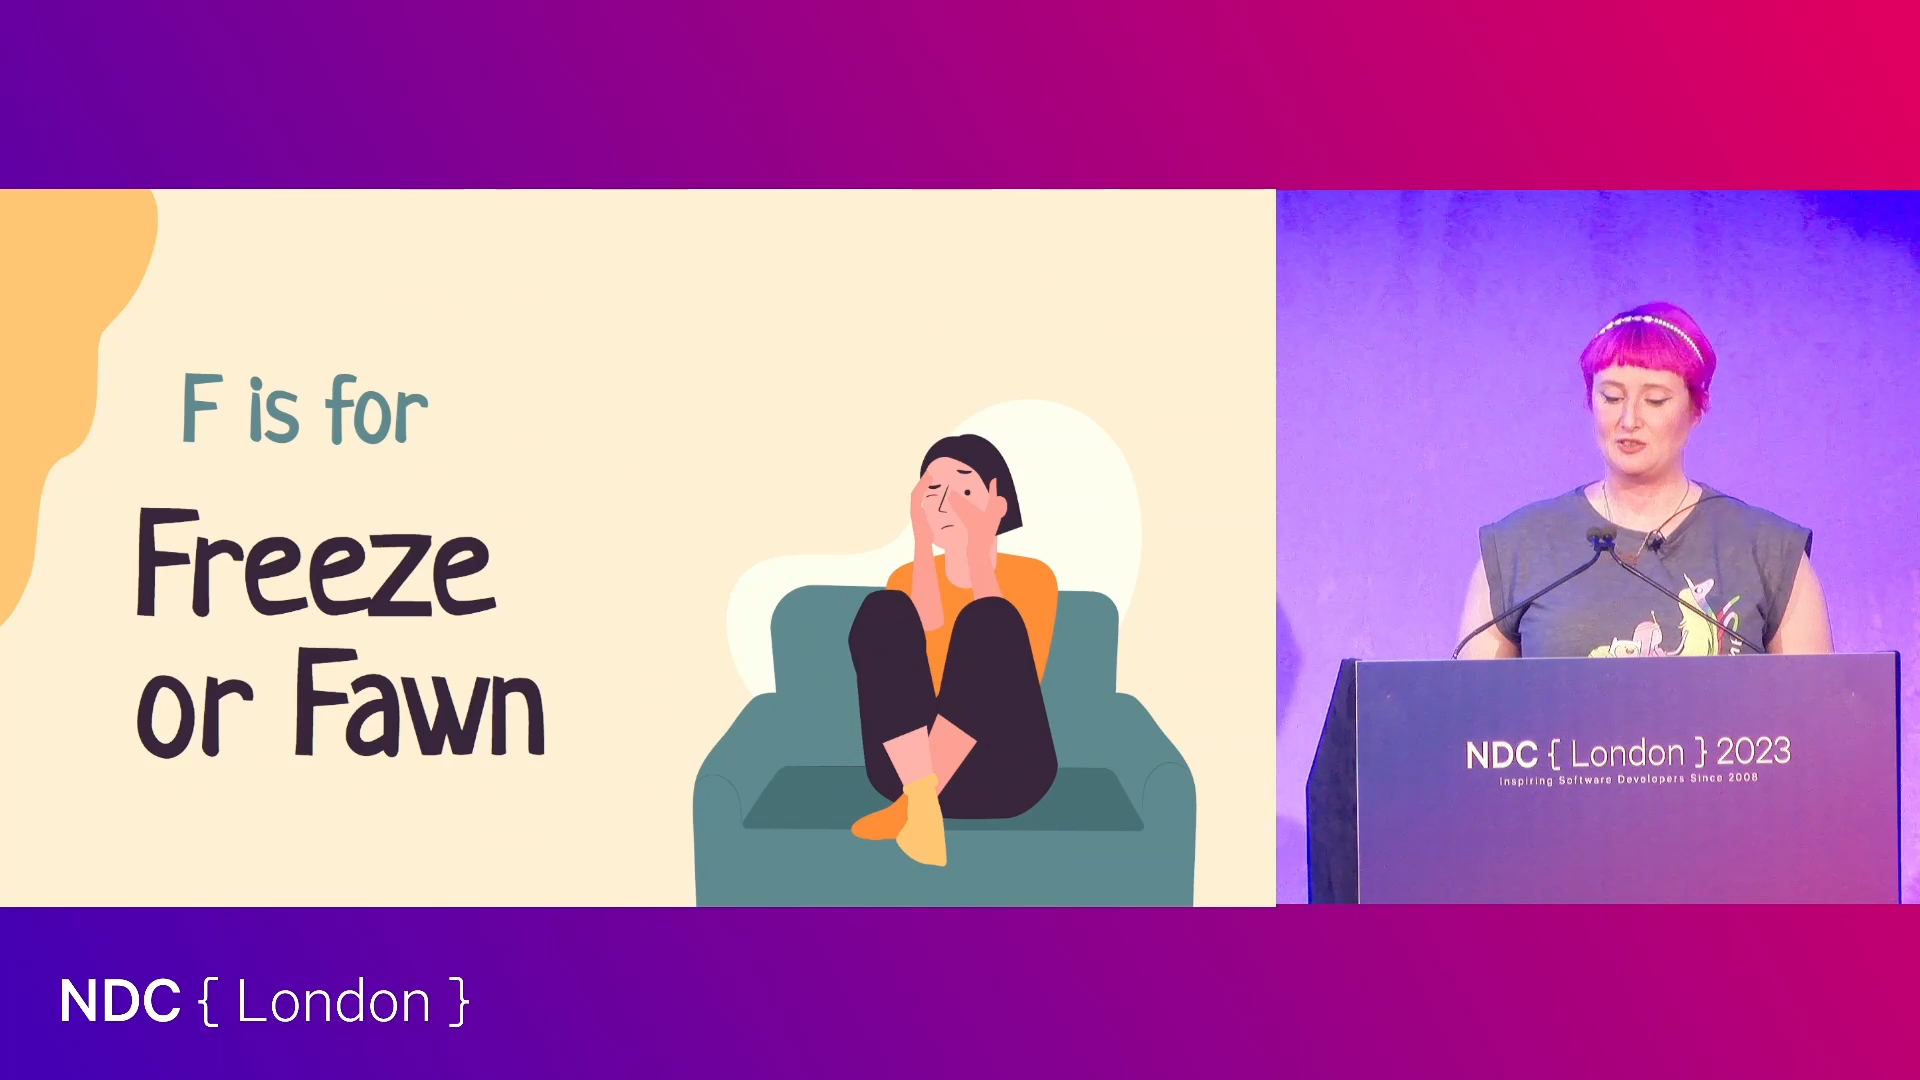 F is for
Freeze
or Fawn
NDC { London } 2023
Inspiring Software Developers Since 2008
NDC { London }